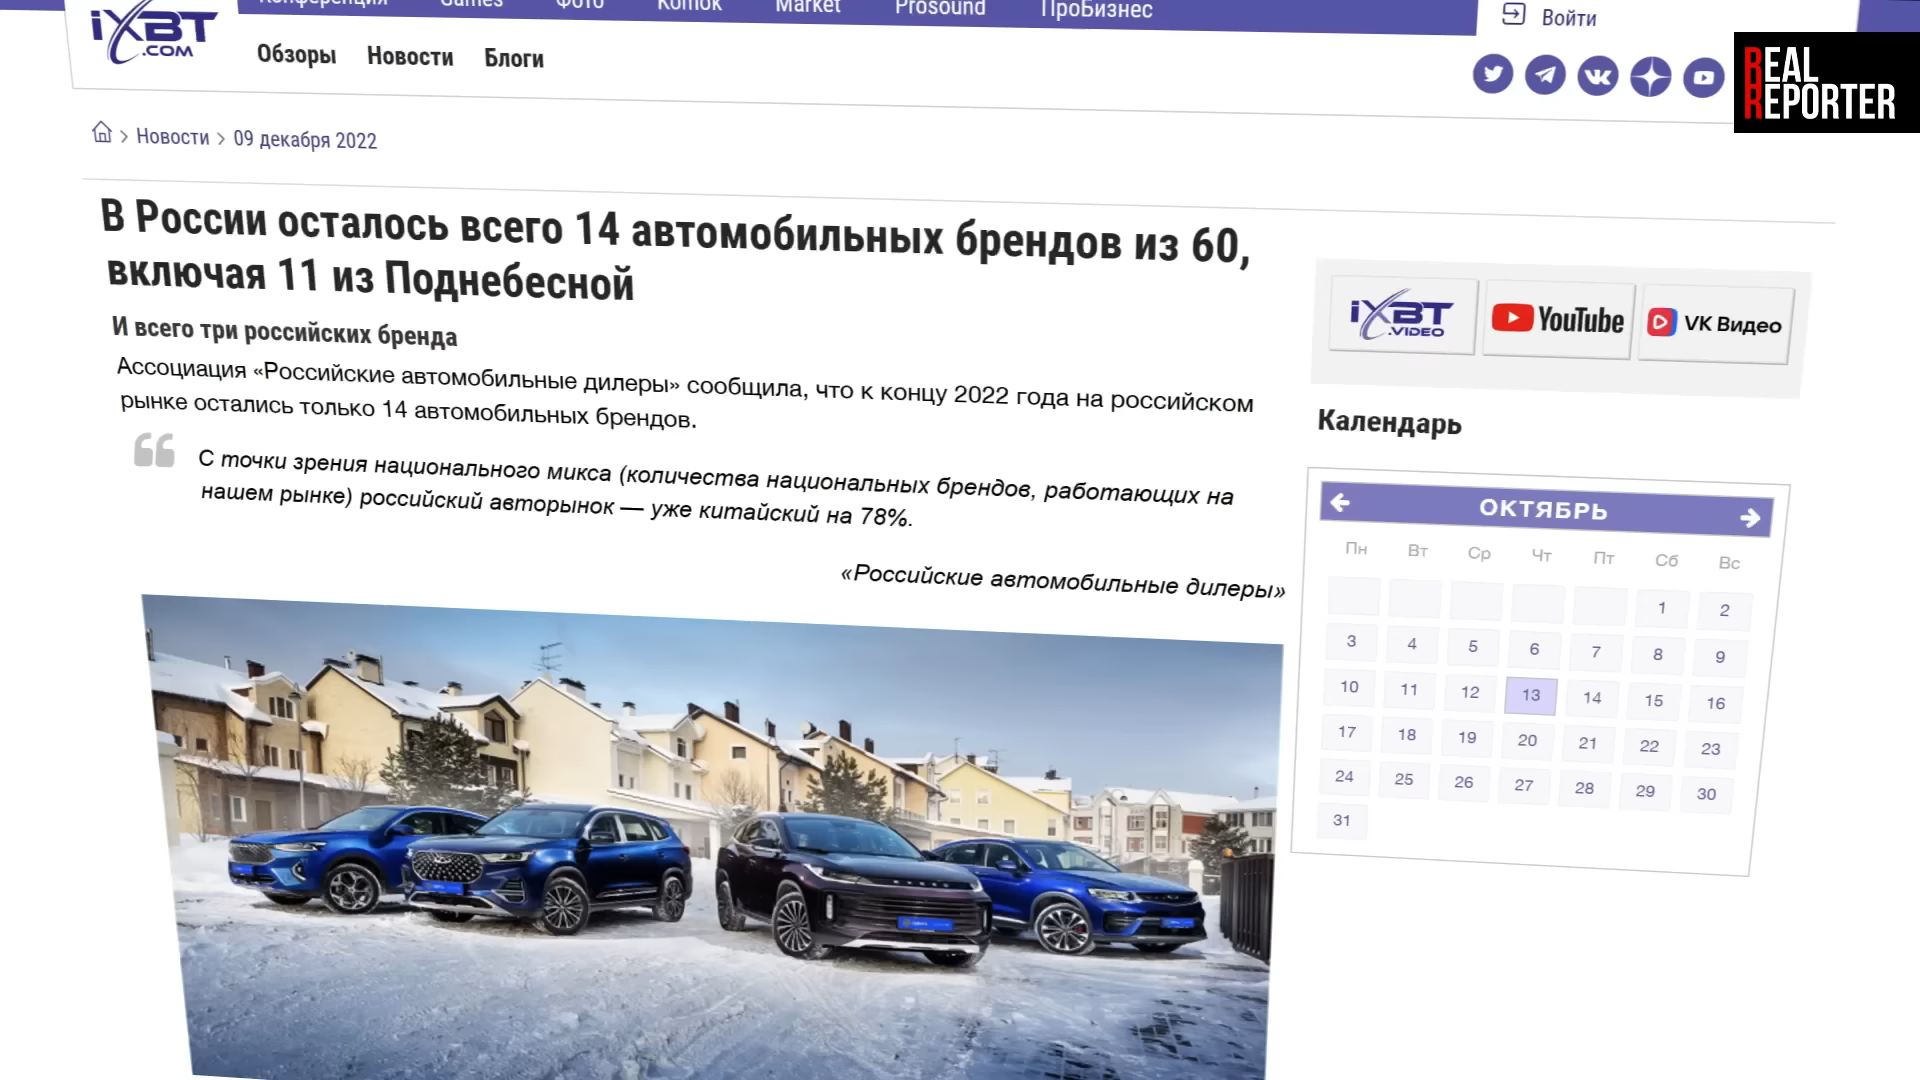 Конференция Games Фото Komok Market Prosound ПроБизнес
Войти
iXBT
.COM
Обзоры Новости Блоги
REAL
REPORTER
Новости > 09 декабря 2022
В России осталось всего 14 автомобильных брендов из 60,
включая 11 из Поднебесной
И всего три российских бренда
Ассоциация «Российские автомобильные дилеры» сообщила, что к концу 2022 года на российском
рынке остались только 14 автомобильных брендов.
С точки зрения национального микса (количества национальных брендов, работающих на
нашем рынке) российский авторынок — уже китайский на 78%.
«Российские автомобильные дилеры»
iXBT
.VIDEO
YouTube
VK Видео
Календарь
ОКТЯБРЬ
Пн Вт Ср Чт Пт Сб Вс
1 2
3 4 5 6 7 8 9
10 11 12 13 14 15 16
17 18 19 20 21 22 23
24 25 26 27 28 29 30
31